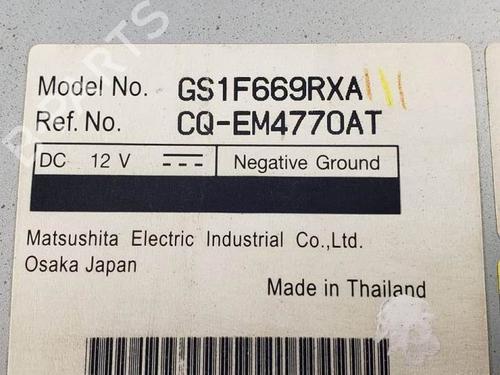 Model No. GS1F669RXA
Ref. No. CQ-EM4770AT
DC 12 V Negative Ground
Matsushita Electric Industrial Co.,Ltd.
Osaka Japan
Made in Thailand